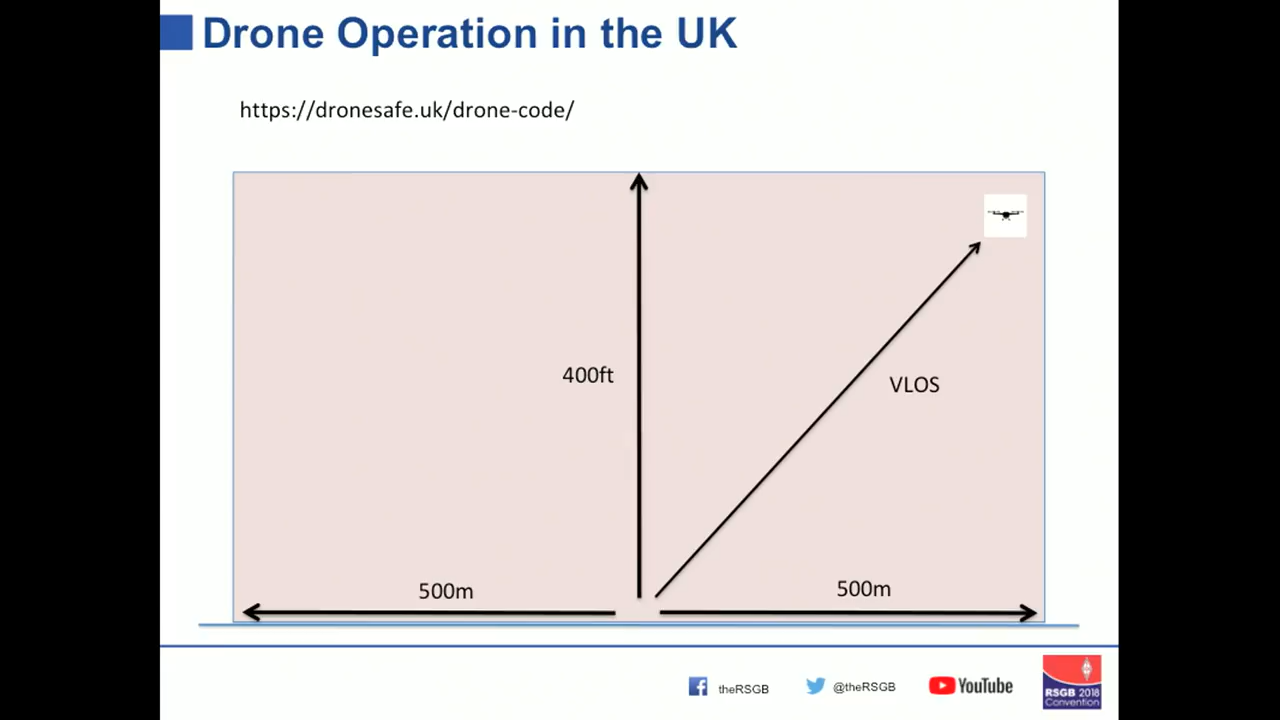 Drone Operation in the UK
https://dronesafe.uk/drone-code/
400ft
VLOS
500m
500m
theRSGB
@theRSGB
YouTube
RSGB 2018
Convention